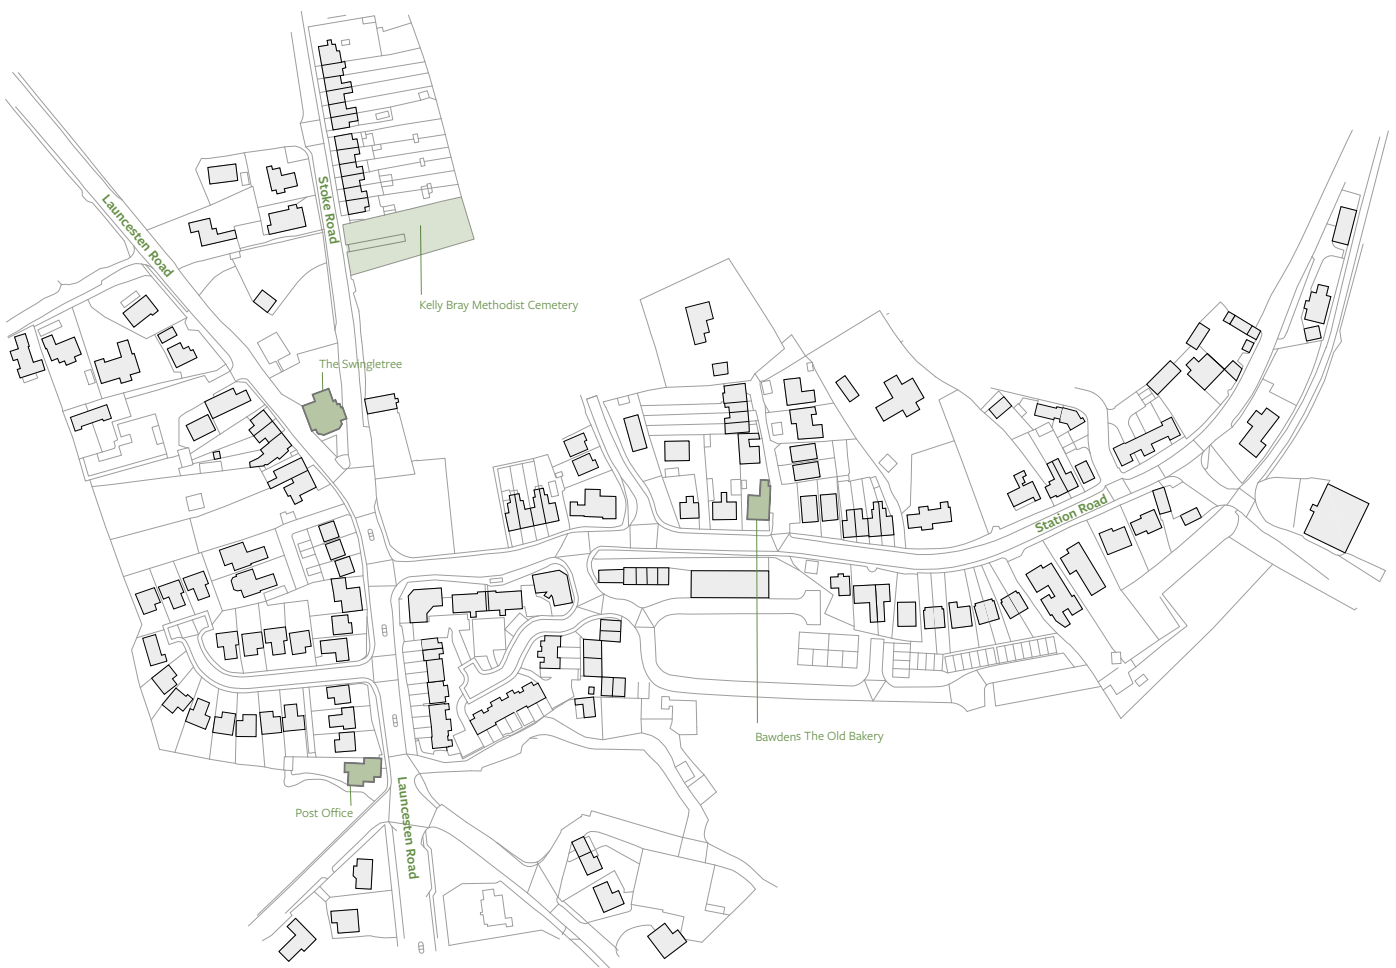 Stoke Road
Launcesten Road
Kelly Bray Methodist Cemetery
The Swingletree
Station Road
Bawdens The Old Bakery
Post Office
Launcesten Road